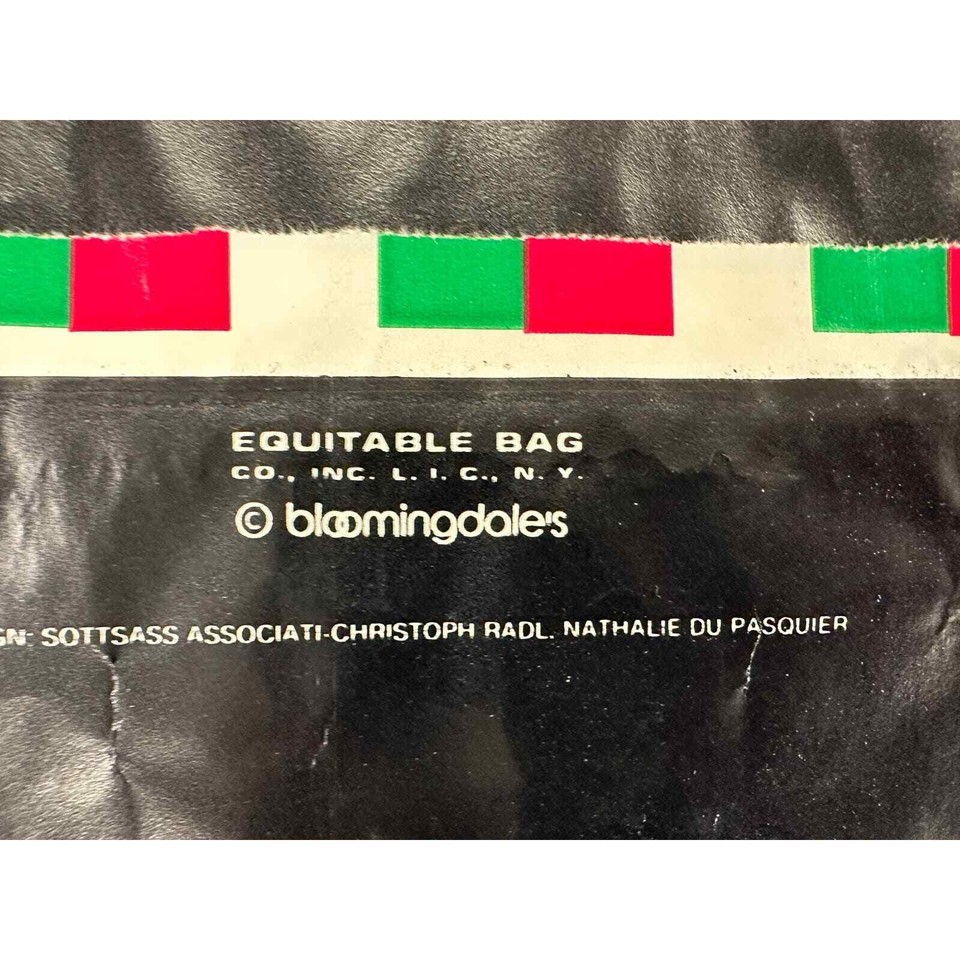 EQUITABLE BAG
CO., INC. L. I. C., N. Y.
© bloomingdale's
GN: SOTTSASS ASSOCIATI-CHRISTOPH RADL. NATHALIE DU PASQUIER